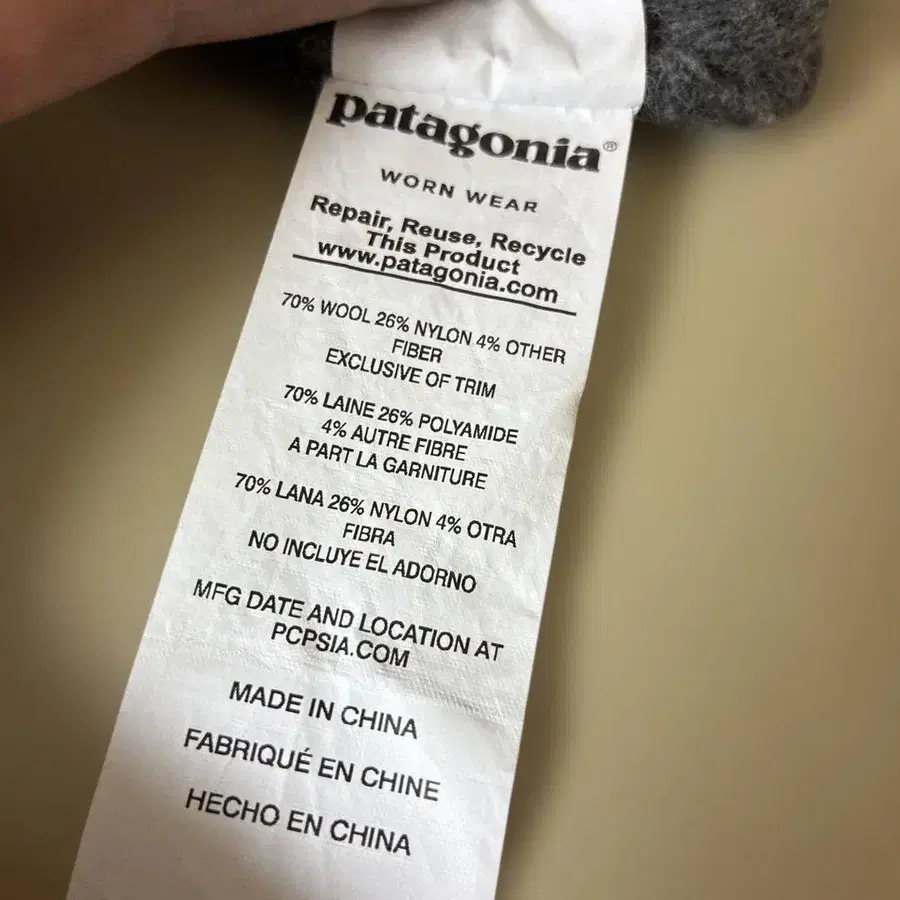 patagonia®
WORN WEAR
Repair, Reuse, Recycle
This Product
www.patagonia.com
70% WOOL 26% NYLON 4% OTHER
FIBER
EXCLUSIVE OF TRIM
70% LAINE 26% POLYAMIDE
4% AUTRE FIBRE
A PART LA GARNITURE
70% LANA 26% NYLON 4% OTRA
FIBRA
NO INCLUYE EL ADORNO
MFG DATE AND LOCATION AT
PCPSIA.COM
MADE IN CHINA
FABRIQUÉ EN CHINE
HECHO EN CHINA